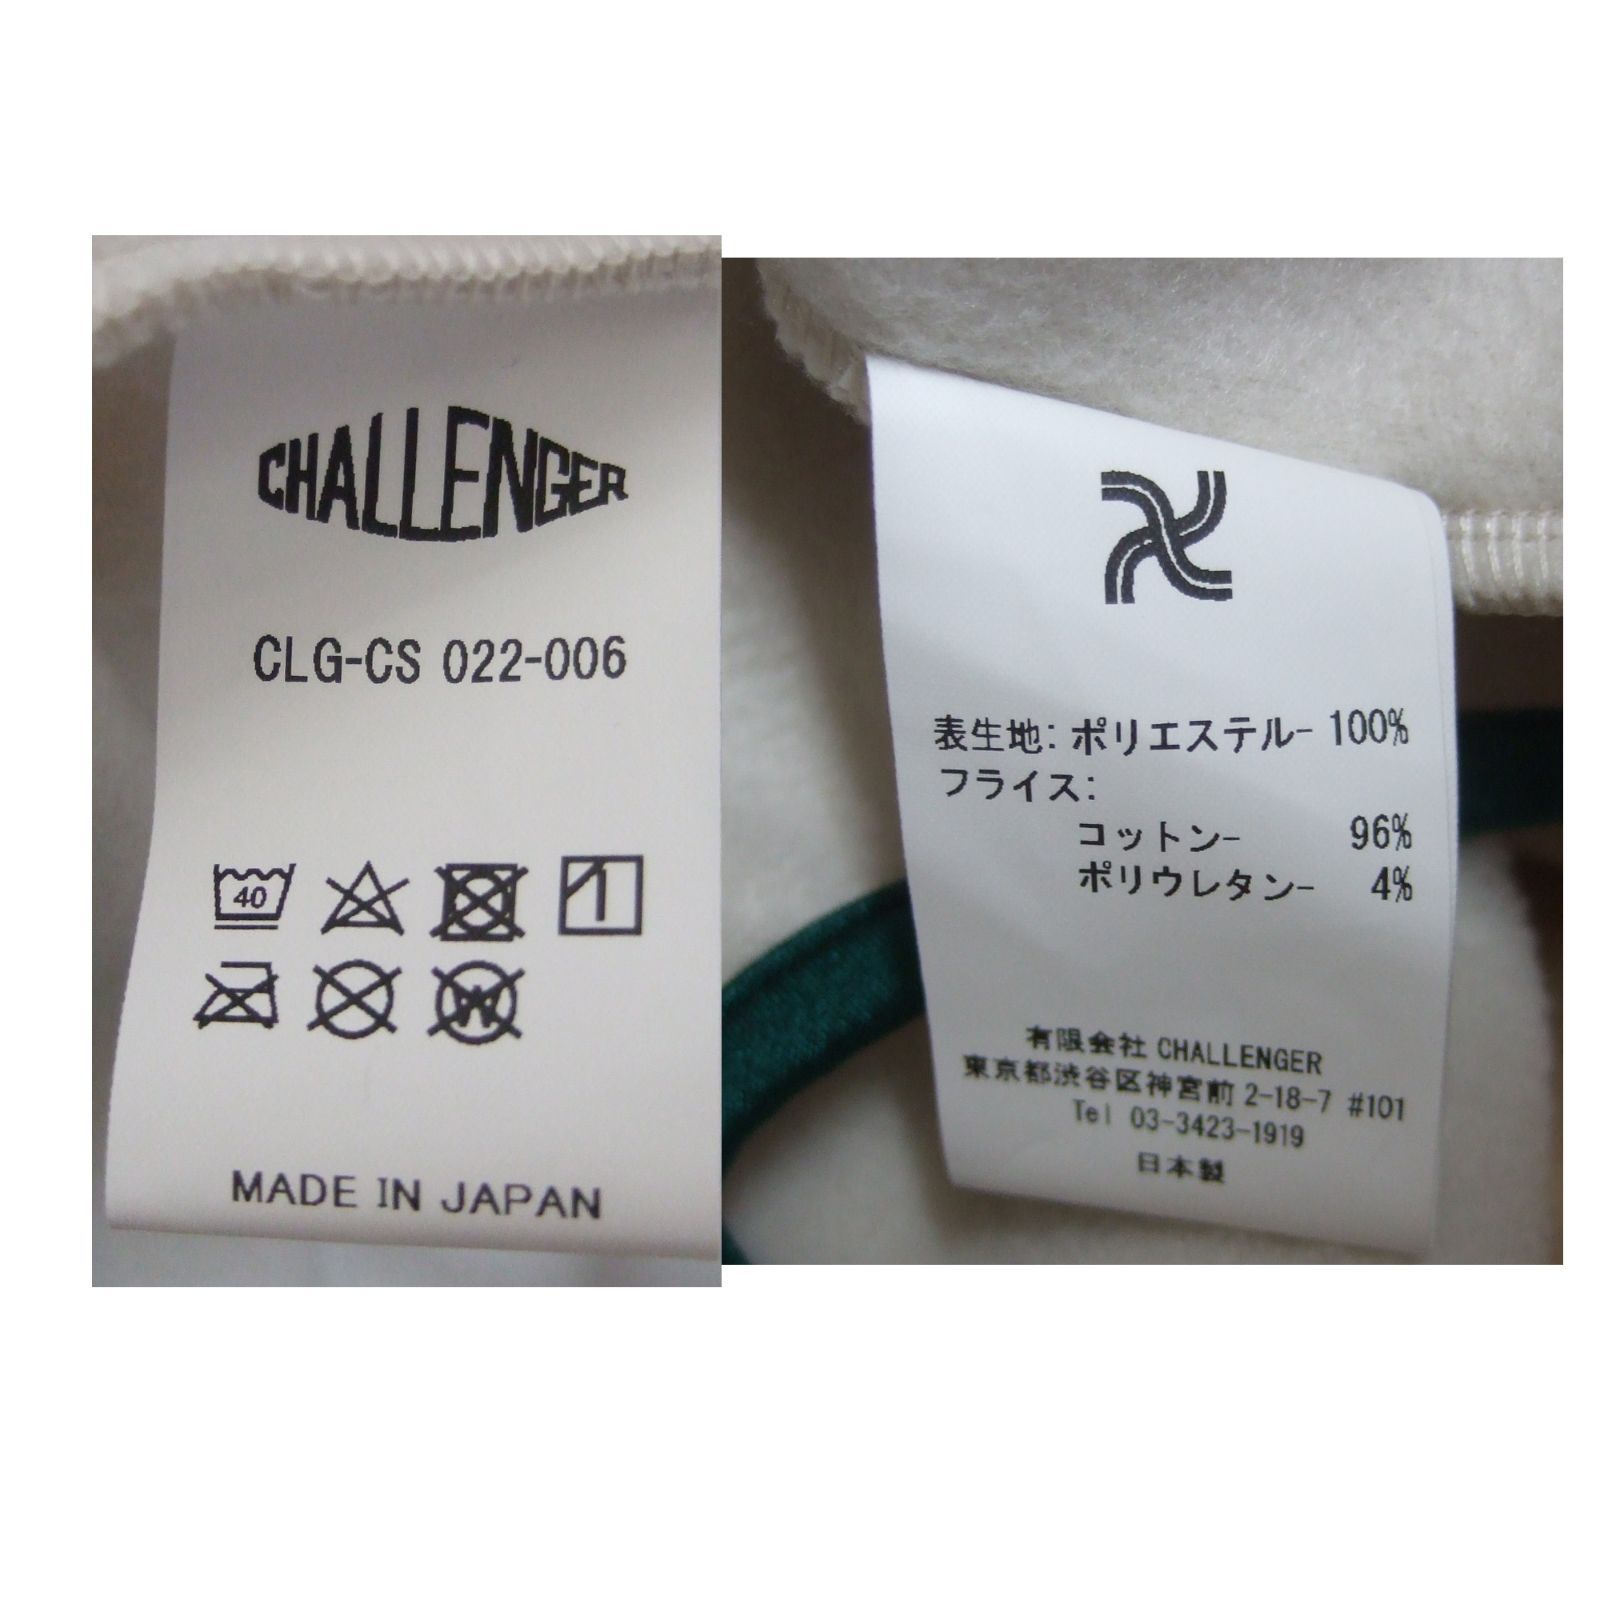 CHALLENGER
CLG-CS 022-006
40
W
MADE IN JAPAN
表生地: ポリエステル- 100%
フライス:
コットン- 96%
ポリウレタン- 4%
有限会社 CHALLENGER
東京都渋谷区神宮前 2-18-7 #101
Tel 03-3423-1919
日本製